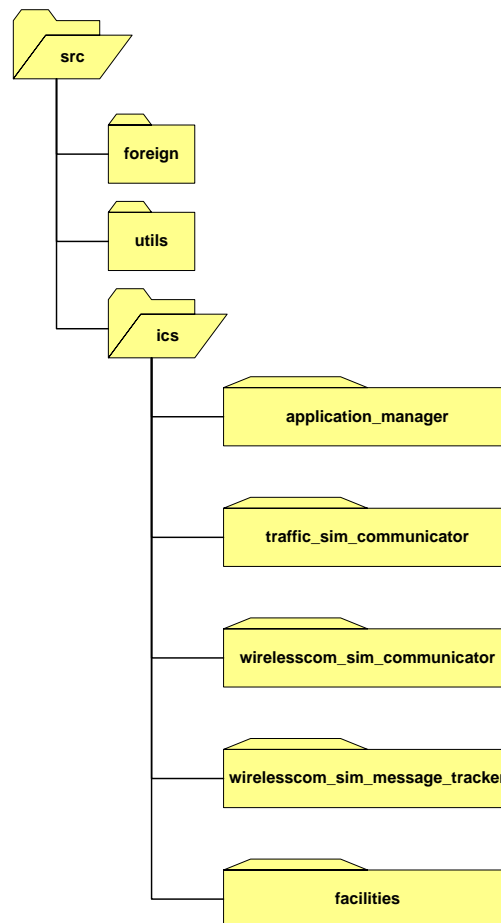 src
foreign
utils
ics
application_manager
traffic_sim_communicator
wirelesscom_sim_communicator
wirelesscom_sim_message_tracker
facilities